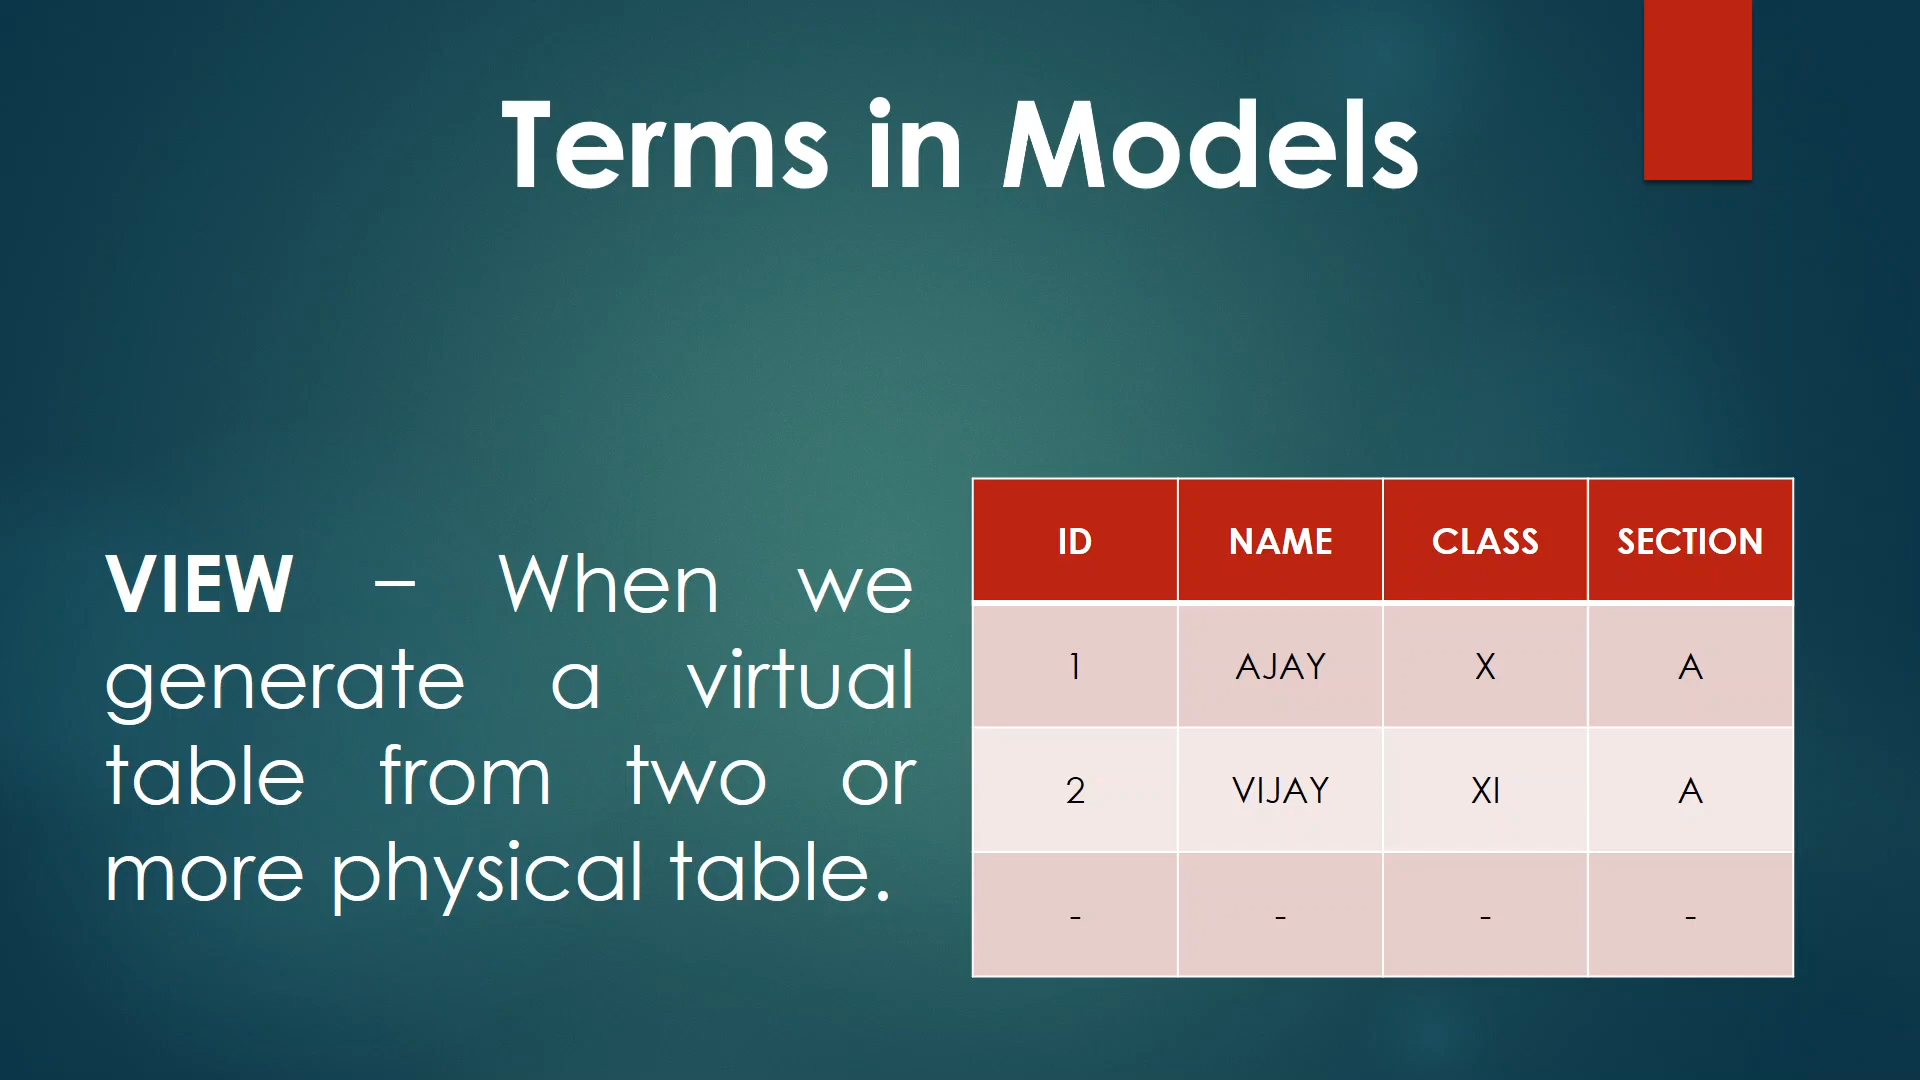 Terms in Models
VIEW – When we
generate a virtual
table from two or
more physical table.
ID NAME CLASS SECTION
1 AJAY X A
2 VIJAY XI A
- - - -